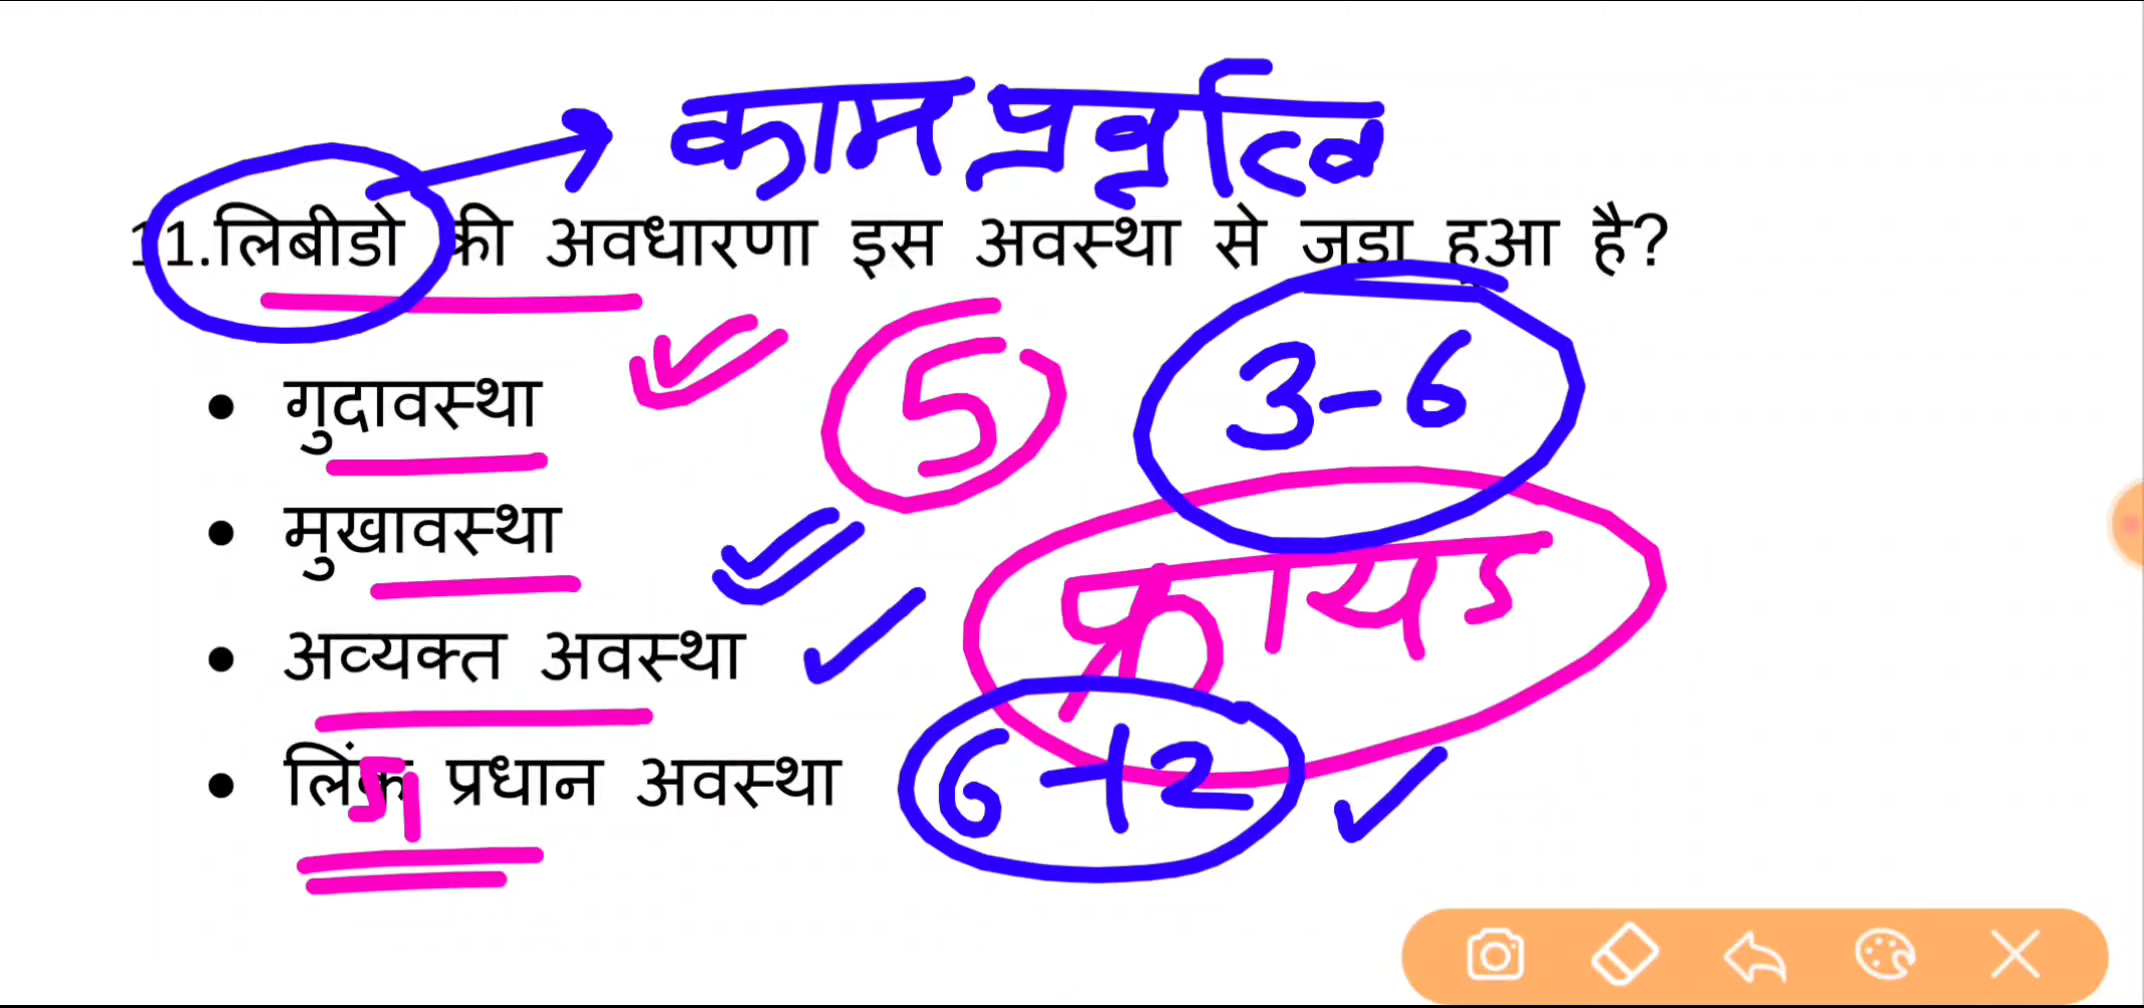 काम प्रवृत्ति
11.लिबीडो की अवधारणा इस अवस्था से जुड़ा हुआ है?
• गुदावस्था
5
3-6
• मुखावस्था
फ्रायड
• अव्यक्त अवस्था
• लिंक प्रधान अवस्था
ग
6-12